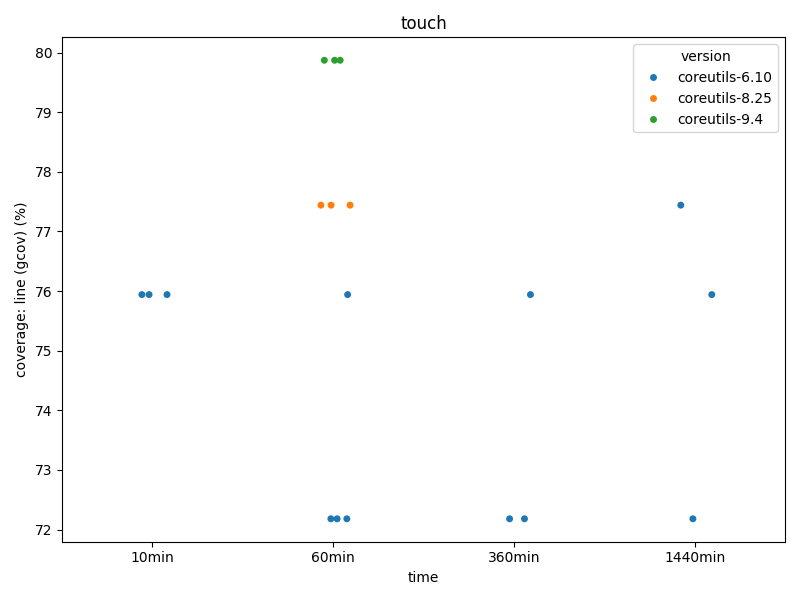 touch
version
coreutils-6.10
coreutils-8.25
coreutils-9.4
coverage: line (gcov) (%)
80
79
78
77
76
75
74
73
72
10min
60min
360min
1440min
time